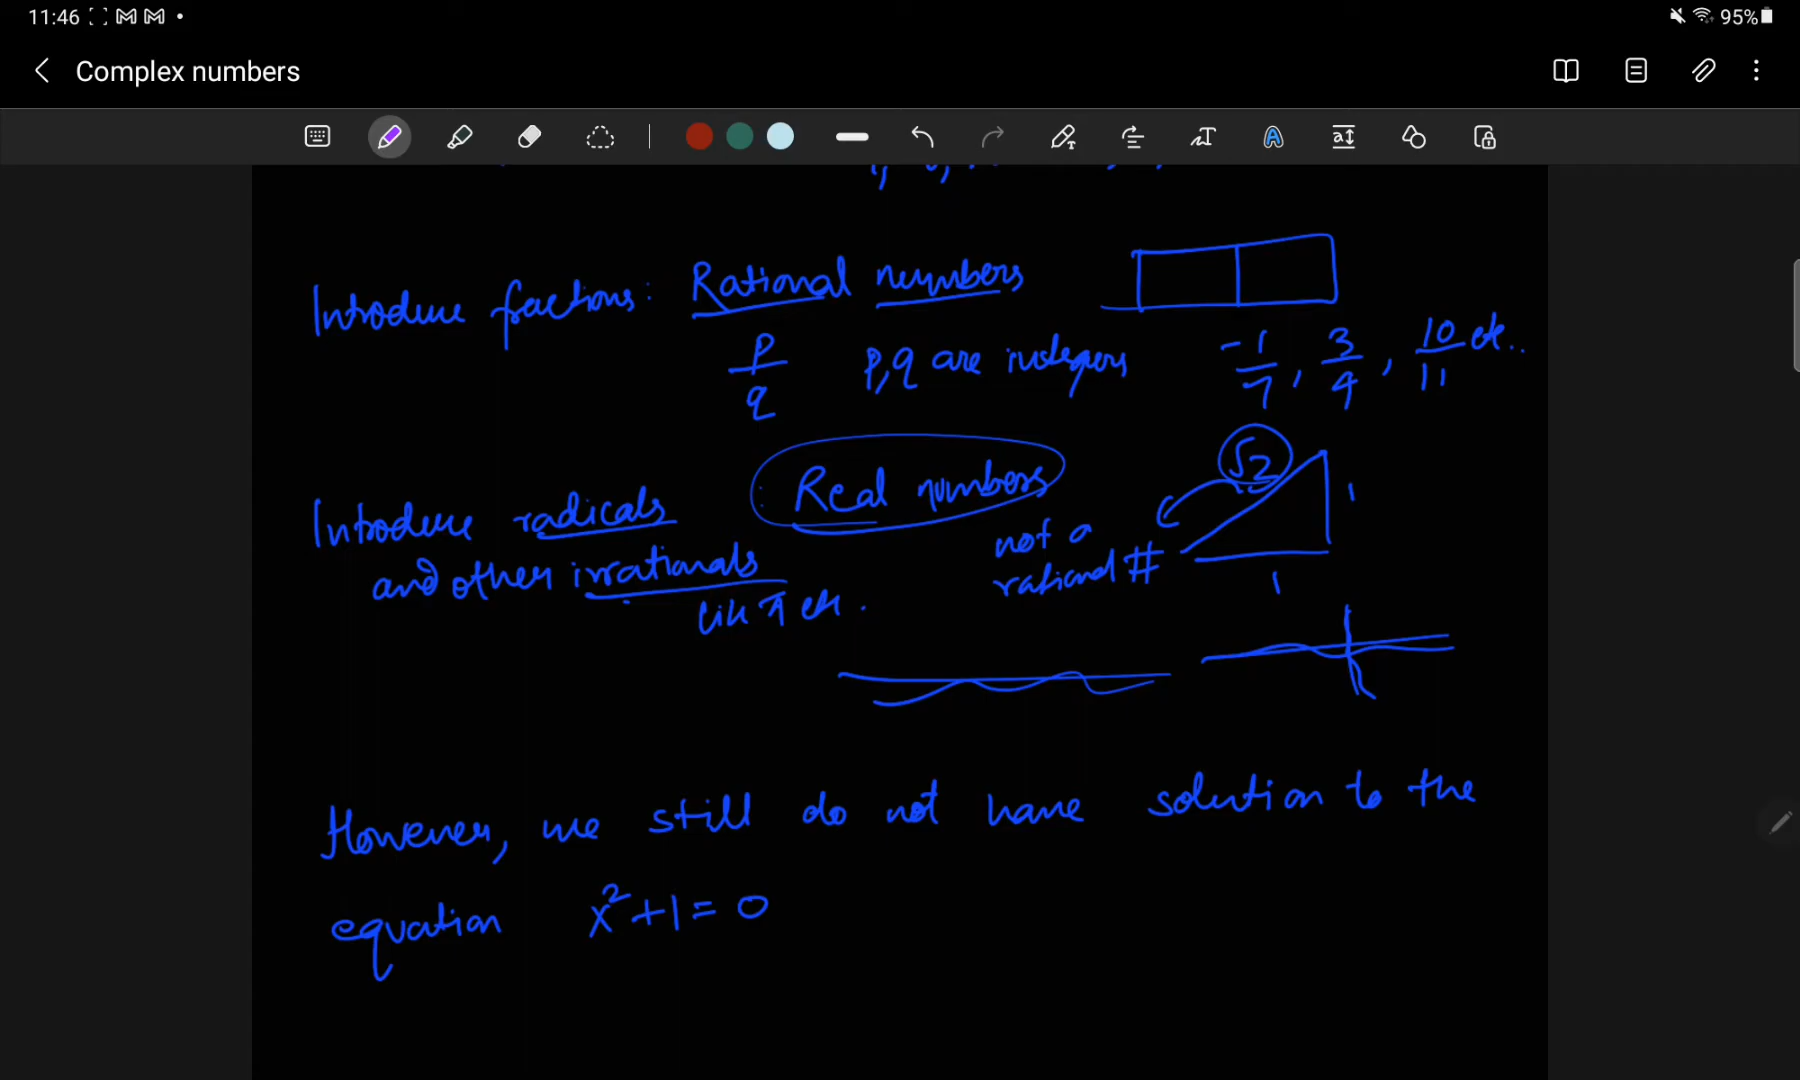 11:46
95%
Complex numbers
Introduce fractions: Rational numbers
p/q p,q are integers -1/7, 3/4, 10/11 etc..
Introduce radicals : Real numbers √2 1
and other irrationals not a
like π etc. rational # 1
However, we still do not have solution to the
equation x²+1=0